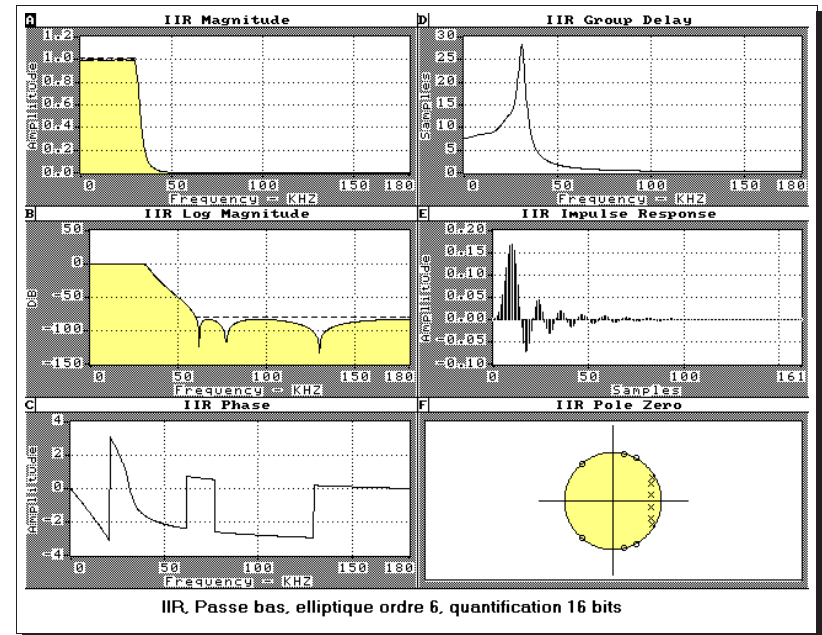 A IIR Magnitude
Amplitude
1.2
1.0
0.8
0.6
0.4
0.2
0.0
0 50 100 150 180
Frequency - KHZ
B IIR Log Magnitude
DB
50
0
-50
-100
-150
0 50 100 150 180
Frequency - KHZ
C IIR Phase
Amplitude
4
2
0
-2
-4
0 50 100 150 180
Frequency - KHZ
D IIR Group Delay
Samples
30
25
20
15
10
5
0
0 50 100 150 180
Frequency - KHZ
E IIR Impulse Response
Amplitude
0.20
0.15
0.10
0.05
0.00
-0.05
-0.10
0 50 100 161
Samples
F IIR Pole Zero
IIR, Passe bas, elliptique ordre 6, quantification 16 bits